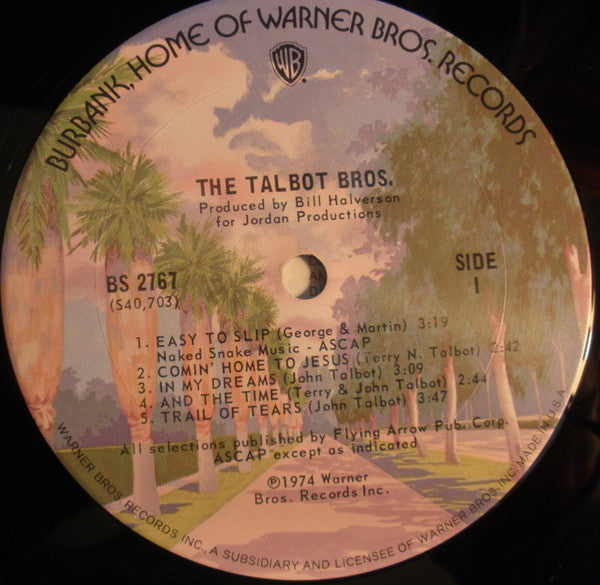 BURBANK, HOME OF WARNER BROS. RECORDS
WB
THE TALBOT BROS.
Produced by Bill Halverson
for Jordan Productions
BS 2767
(S40,703)
SIDE
1
1. EASY TO SLIP (George & Martin) 3:19
Naked Snake Music - ASCAP
2. COMIN' HOME TO JESUS (Terry N. Talbot) 2:42
3. IN MY DREAMS (John Talbot) 3:09
4. AND THE TIME (Terry & John Talbot) 2:44
5. TRAIL OF TEARS (John Talbot) 3:47
All selections published by Flying Arrow Pub. Corp.
ASCAP except as indicated
℗1974 Warner
Bros. Records Inc.
WARNER BROS. RECORDS INC., A SUBSIDIARY AND LICENSEE OF WARNER BROS. INC. MADE IN U.S.A.